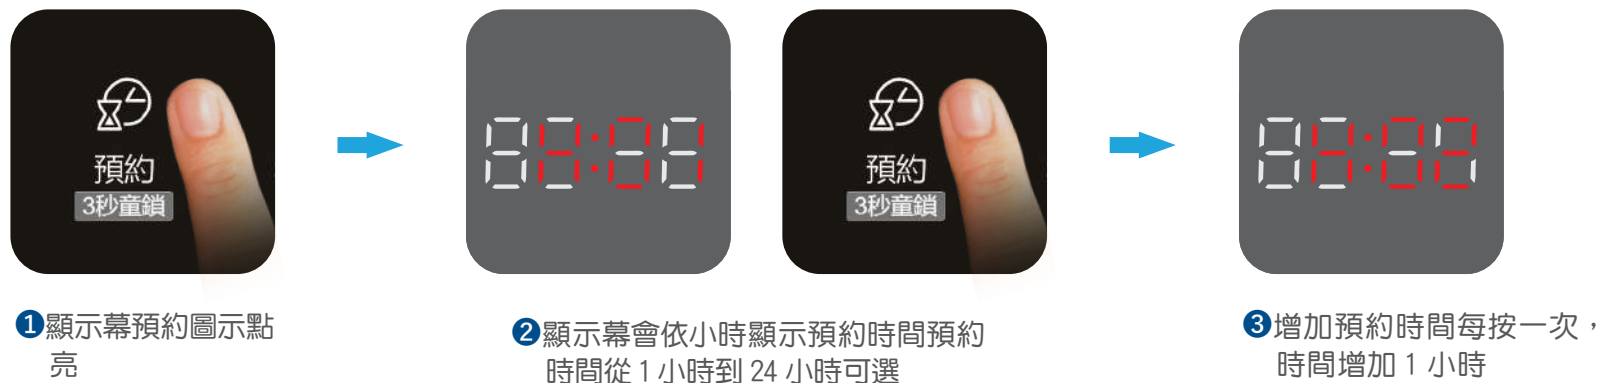 預約
3秒童鎖
❶顯示幕預約圖示點
亮
H:01
預約
3秒童鎖
❷顯示幕會依小時顯示預約時間預約
時間從 1 小時到 24 小時可選
H:02
❸增加預約時間每按一次，
時間增加 1 小時